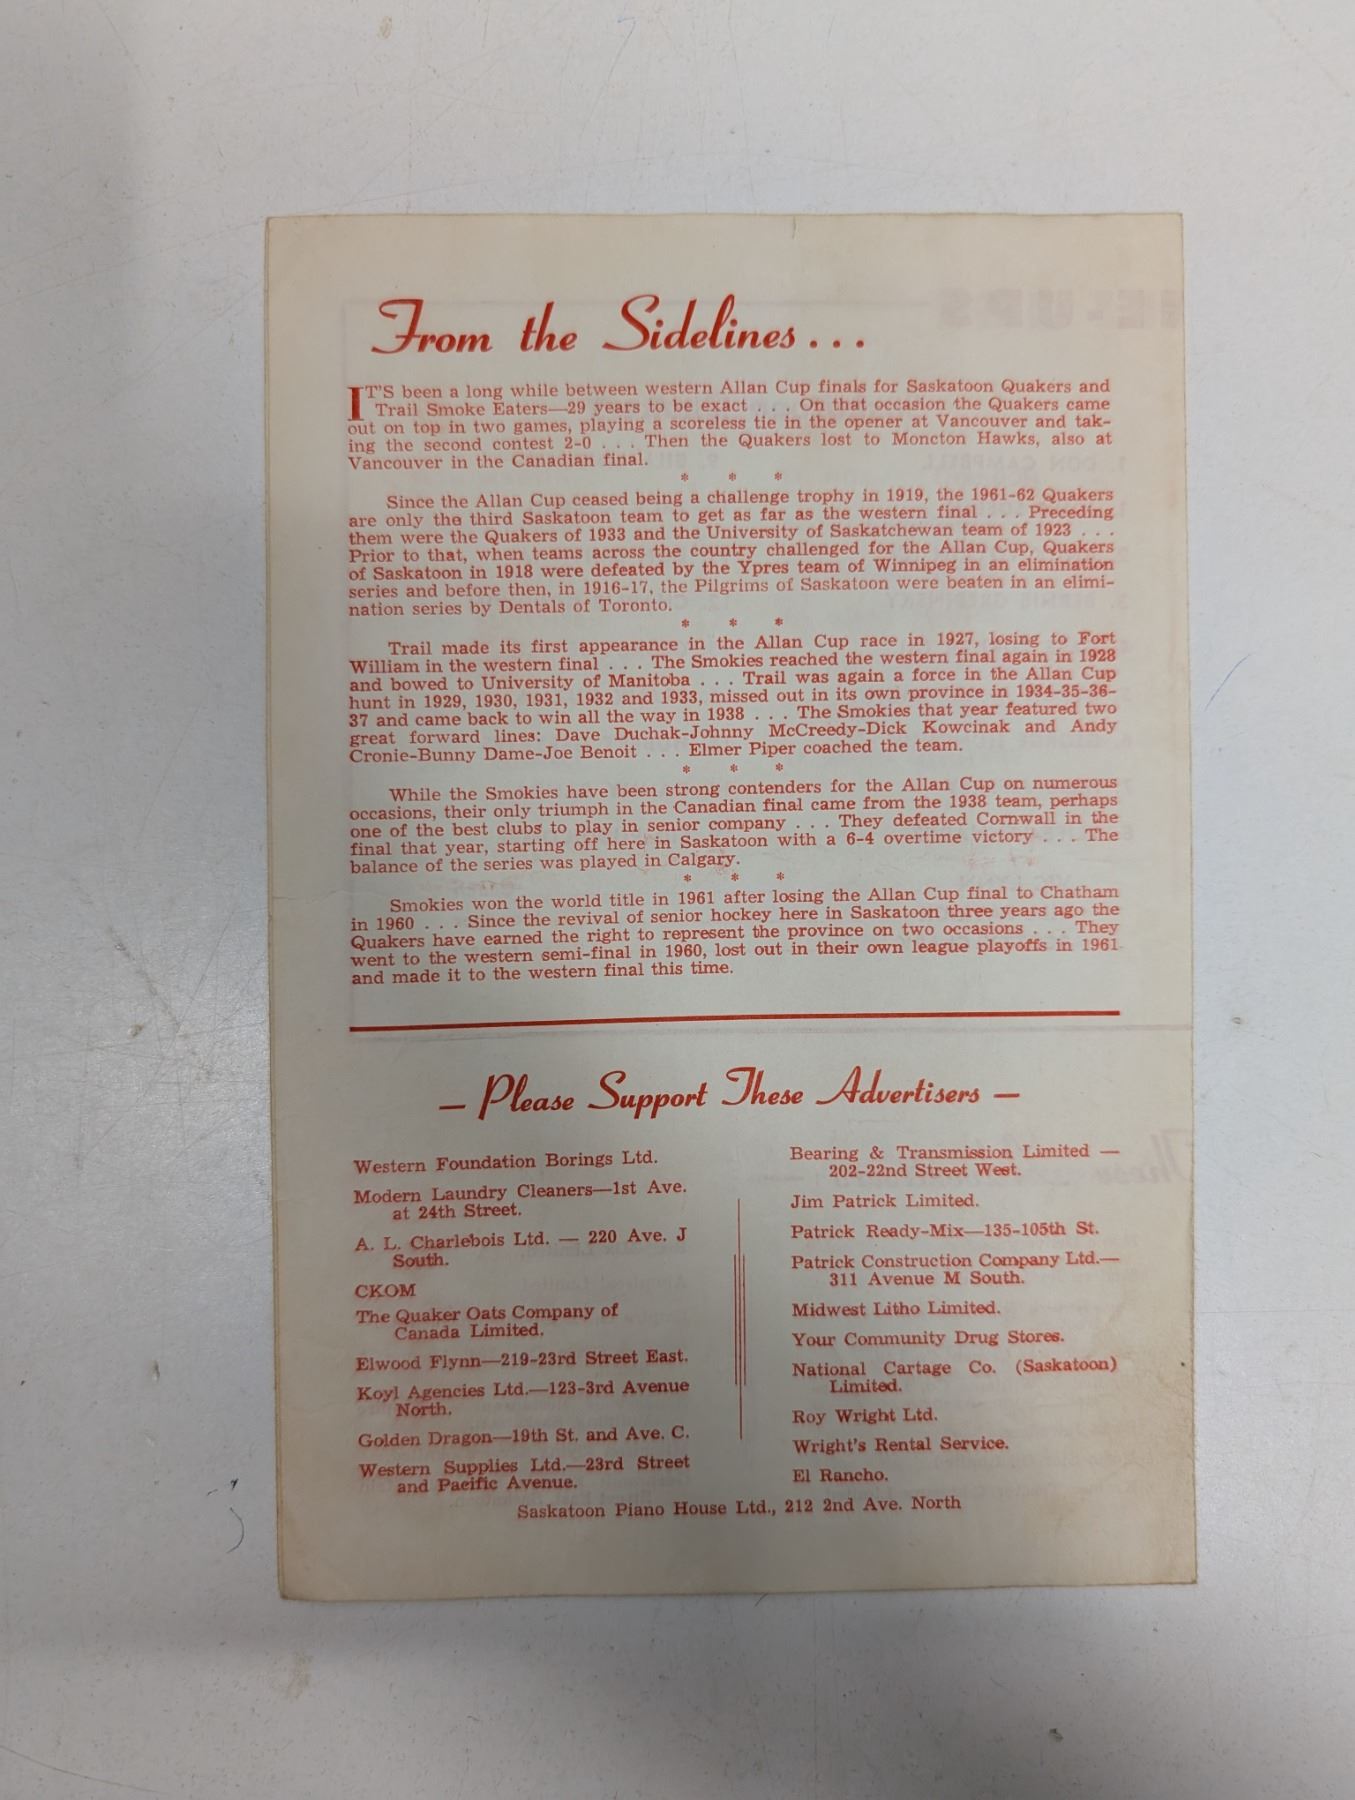 From the Sidelines . . .
IT'S been a long while between western Allan Cup finals for Saskatoon Quakers and
Trail Smoke Eaters—29 years to be exact . . . On that occasion the Quakers came
out on top in two games, playing a scoreless tie in the opener at Vancouver and tak-
ing the second contest 2-0 . . . Then the Quakers lost to Moncton Hawks, also at
Vancouver in the Canadian final.
* * *
Since the Allan Cup ceased being a challenge trophy in 1919, the 1961-62 Quakers
are only the third Saskatoon team to get as far as the western final . . . Preceding
them were the Quakers of 1933 and the University of Saskatchewan team of 1923 . . .
Prior to that, when teams across the country challenged for the Allan Cup, Quakers
of Saskatoon in 1918 were defeated by the Ypres team of Winnipeg in an elimination
series and before then, in 1916-17, the Pilgrims of Saskatoon were beaten in an elimi-
nation series by Dentals of Toronto.
* * *
Trail made its first appearance in the Allan Cup race in 1927, losing to Fort
William in the western final . . . The Smokies reached the western final again in 1928
and bowed to University of Manitoba . . . Trail was again a force in the Allan Cup
hunt in 1929, 1930, 1931, 1932 and 1933, missed out in its own province in 1934-35-36-
37 and came back to win all the way in 1938 . . . The Smokies that year featured two
great forward lines: Dave Duchak-Johnny McCreedy-Dick Kowcinak and Andy
Cronie-Bunny Dame-Joe Benoit . . . Elmer Piper coached the team.
* * *
While the Smokies have been strong contenders for the Allan Cup on numerous
occasions, their only triumph in the Canadian final came from the 1938 team, perhaps
one of the best clubs to play in senior company . . . They defeated Cornwall in the
final that year, starting off here in Saskatoon with a 6-4 overtime victory . . . The
balance of the series was played in Calgary.
* * *
Smokies won the world title in 1961 after losing the Allan Cup final to Chatham
in 1960 . . . Since the revival of senior hockey here in Saskatoon three years ago the
Quakers have earned the right to represent the province on two occasions . . . They
went to the western semi-final in 1960, lost out in their own league playoffs in 1961
and made it to the western final this time.
— Please Support These Advertisers —
Western Foundation Borings Ltd.
Modern Laundry Cleaners—1st Ave.
at 24th Street.
A. L. Charlebois Ltd. — 220 Ave. J
South.
CKOM
The Quaker Oats Company of
Canada Limited.
Elwood Flynn—219-23rd Street East.
Koyl Agencies Ltd.—123-3rd Avenue
North.
Golden Dragon—19th St. and Ave. C.
Western Supplies Ltd.—23rd Street
and Pacific Avenue.
Bearing & Transmission Limited —
202-22nd Street West.
Jim Patrick Limited.
Patrick Ready-Mix—135-105th St.
Patrick Construction Company Ltd.—
311 Avenue M South.
Midwest Litho Limited.
Your Community Drug Stores.
National Cartage Co. (Saskatoon)
Limited.
Roy Wright Ltd.
Wright's Rental Service.
El Rancho.
Saskatoon Piano House Ltd., 212 2nd Ave. North